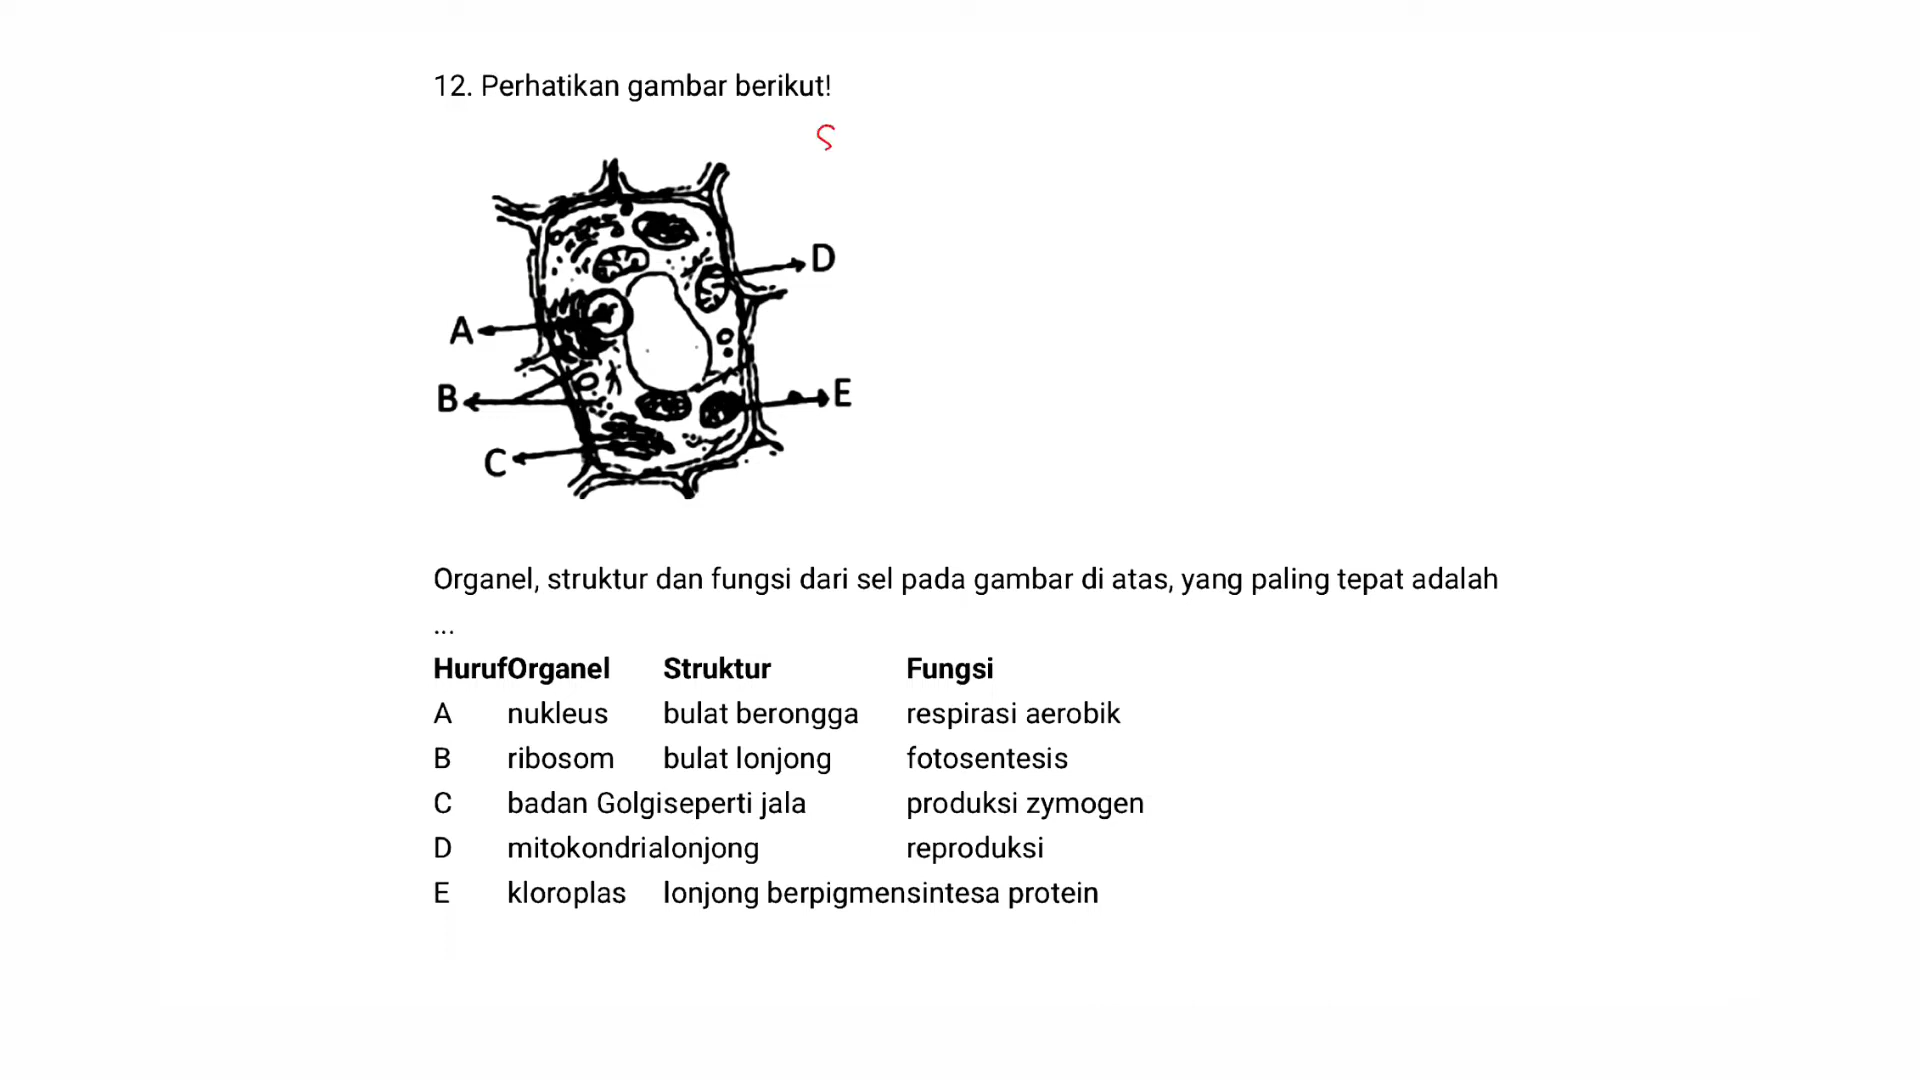 12. Perhatikan gambar berikut!
S
D
A
B
E
C
Organel, struktur dan fungsi dari sel pada gambar di atas, yang paling tepat adalah
...
HurufOrganel Struktur Fungsi
A nukleus bulat berongga respirasi aerobik
B ribosom bulat lonjong fotosentesis
C badan Golgiseperti jala produksi zymogen
D mitokondrialonjong reproduksi
E kloroplas lonjong berpigmensintesa protein